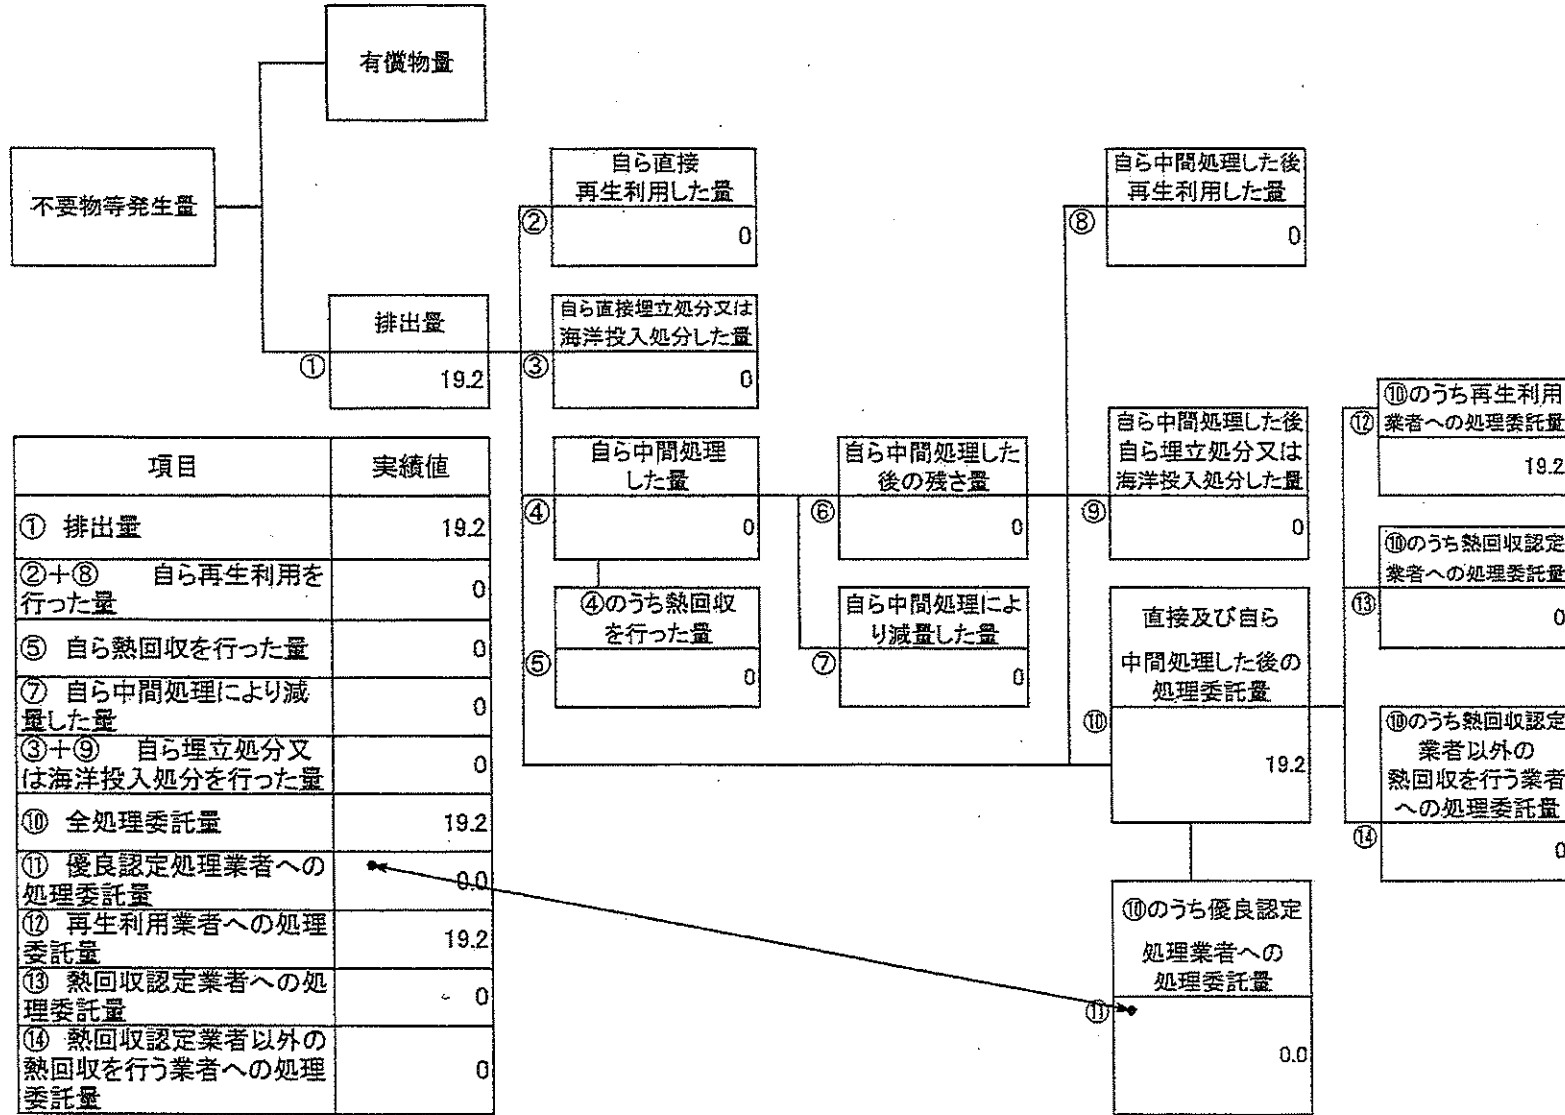 有償物量
不要物等発生量
自ら直接
再生利用した量
②
0
自ら中間処理した後
再生利用した量
⑧
0
排出量
①
19.2
自ら直接埋立処分又は
海洋投入処分した量
③
0
自ら中間処理
した量
④
0
自ら中間処理した
後の残さ量
⑥
0
自ら中間処理した後
自ら埋立処分又は
海洋投入処分した量
⑨
0
⑩のうち再生利用
業者への処理委託量
⑫
19.2
④のうち熱回収
を行った量
⑤
0
自ら中間処理によ
り減量した量
⑦
0
直接及び自ら
中間処理した後の
処理委託量
⑩
19.2
⑩のうち熱回収認定
業者への処理委託量
⑬
0
⑩のうち熱回収認定
業者以外の
熱回収を行う業者
への処理委託量
⑭
0
⑩のうち優良認定
処理業者への
処理委託量
⑪
0.0
項目 実績値
① 排出量 19.2
②+⑧ 自ら再生利用を
行った量 0
⑤ 自ら熱回収を行った量 0
⑦ 自ら中間処理により減
量した量 0
③+⑨ 自ら埋立処分又
は海洋投入処分を行った量 0
⑩ 全処理委託量 19.2
⑪ 優良認定処理業者への
処理委託量 0.0
⑫ 再生利用業者への処理
委託量 19.2
⑬ 熱回収認定業者への処
理委託量 0
⑭ 熱回収認定業者以外の
熱回収を行う業者への処理
委託量 0